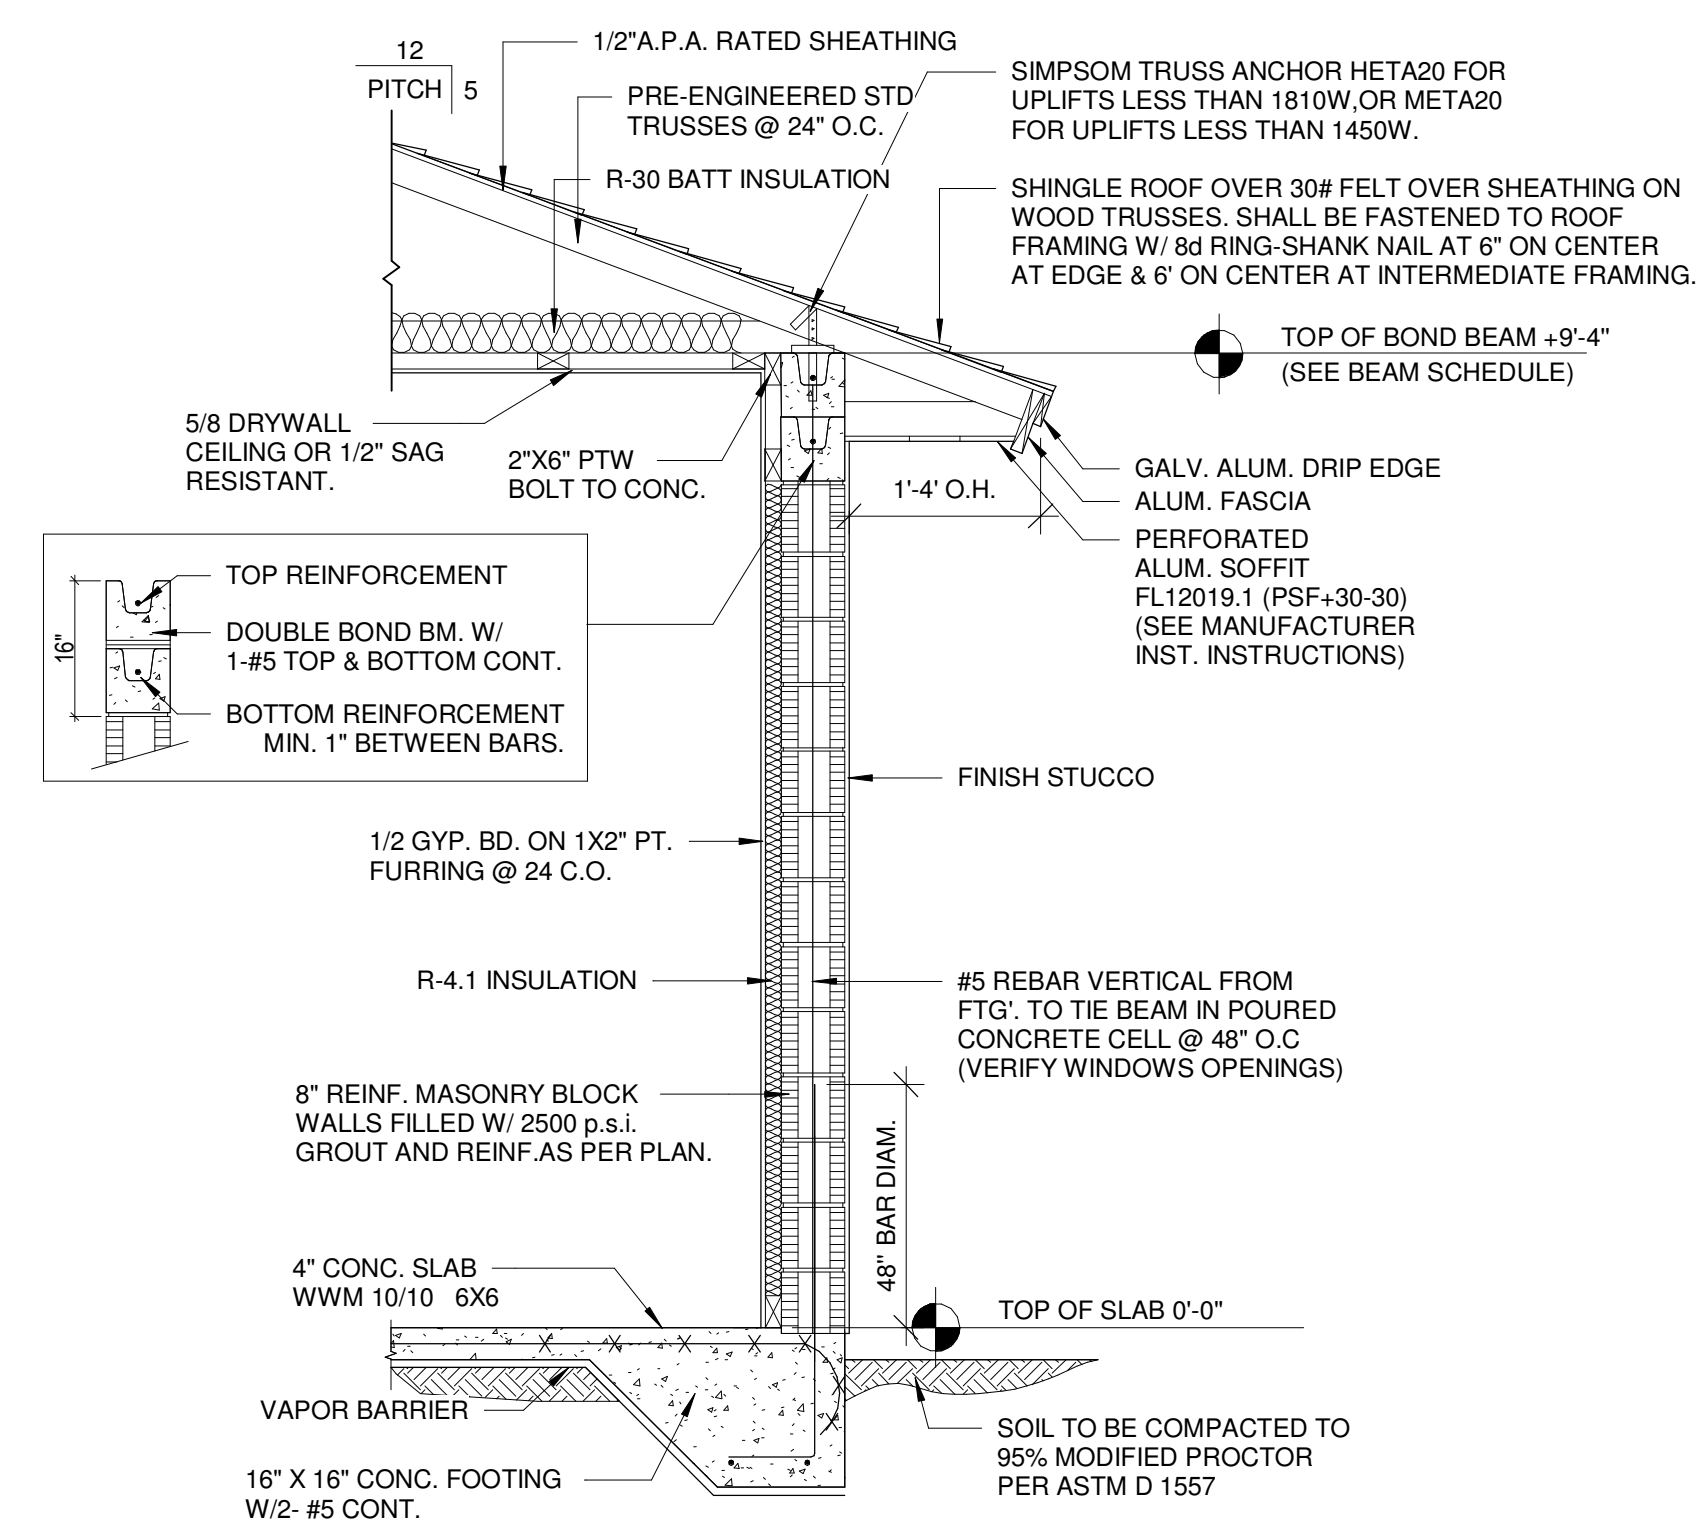 12
PITCH 5
1/2"A.P.A. RATED SHEATHING
PRE-ENGINEERED STD
TRUSSES @ 24" O.C.
R-30 BATT INSULATION
SIMPSOM TRUSS ANCHOR HETA20 FOR
UPLIFTS LESS THAN 1810W,OR META20
FOR UPLIFTS LESS THAN 1450W.
SHINGLE ROOF OVER 30# FELT OVER SHEATHING ON
WOOD TRUSSES. SHALL BE FASTENED TO ROOF
FRAMING W/ 8d RING-SHANK NAIL AT 6" ON CENTER
AT EDGE & 6' ON CENTER AT INTERMEDIATE FRAMING.
TOP OF BOND BEAM +9'-4"
(SEE BEAM SCHEDULE)
5/8 DRYWALL
CEILING OR 1/2" SAG
RESISTANT.
2"X6" PTW
BOLT TO CONC.
1'-4' O.H.
GALV. ALUM. DRIP EDGE
ALUM. FASCIA
PERFORATED
ALUM. SOFFIT
FL12019.1 (PSF+30-30)
(SEE MANUFACTURER
INST. INSTRUCTIONS)
TOP REINFORCEMENT
16"
DOUBLE BOND BM. W/
1-#5 TOP & BOTTOM CONT.
BOTTOM REINFORCEMENT
MIN. 1" BETWEEN BARS.
FINISH STUCCO
1/2 GYP. BD. ON 1X2" PT.
FURRING @ 24 C.O.
R-4.1 INSULATION
#5 REBAR VERTICAL FROM
FTG'. TO TIE BEAM IN POURED
CONCRETE CELL @ 48" O.C
(VERIFY WINDOWS OPENINGS)
8" REINF. MASONRY BLOCK
WALLS FILLED W/ 2500 p.s.i.
GROUT AND REINF.AS PER PLAN.
48" BAR DIAM.
4" CONC. SLAB
WWM 10/10 6X6
TOP OF SLAB 0'-0"
VAPOR BARRIER
16" X 16" CONC. FOOTING
W/2- #5 CONT.
SOIL TO BE COMPACTED TO
95% MODIFIED PROCTOR
PER ASTM D 1557